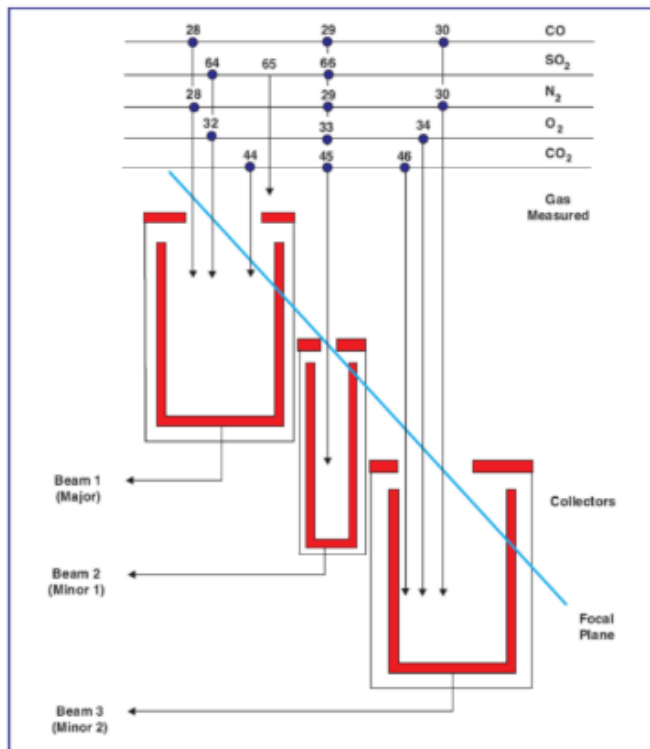 28 29 30 CO
64 65 66 SO₂
28 29 30 N₂
32 33 34 O₂
44 45 46 CO₂
Gas
Measured
Beam 1
(Major)
Collectors
Beam 2
(Minor 1)
Focal
Plane
Beam 3
(Minor 2)